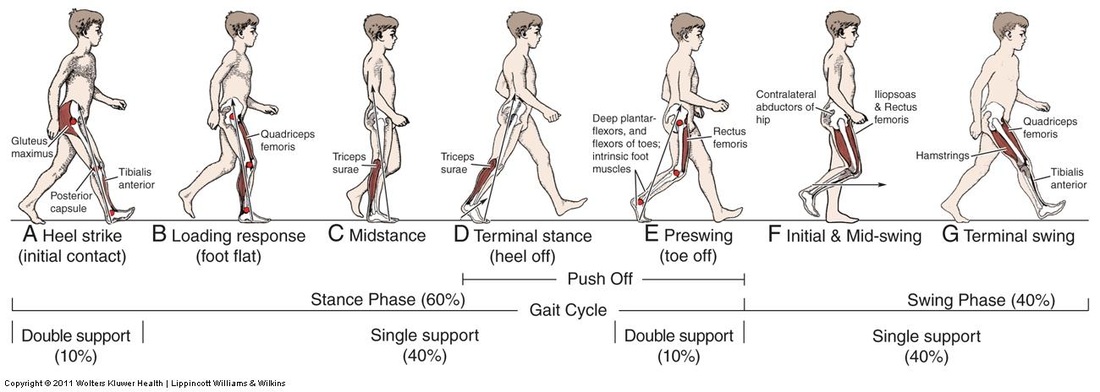 Gluteus
maximus
Posterior
capsule
Tibialis
anterior
Quadriceps
femoris
Triceps
surae
Triceps
surae
Deep plantar-
flexors, and
flexors of toes;
intrinsic foot
muscles
Rectus
femoris
Contralateral
abductors of
hip
Iliopsoas
& Rectus
femoris
Hamstrings
Quadriceps
femoris
Tibialis
anterior
A Heel strike
(initial contact)
B Loading response
(foot flat)
C Midstance
D Terminal stance
(heel off)
E Preswing
(toe off)
F Initial & Mid-swing
G Terminal swing
Push Off
Stance Phase (60%)
Swing Phase (40%)
Gait Cycle
Double support
(10%)
Single support
(40%)
Double support
(10%)
Single support
(40%)
Copyright © 2011 Wolters Kluwer Health | Lippincott Williams & Wilkins